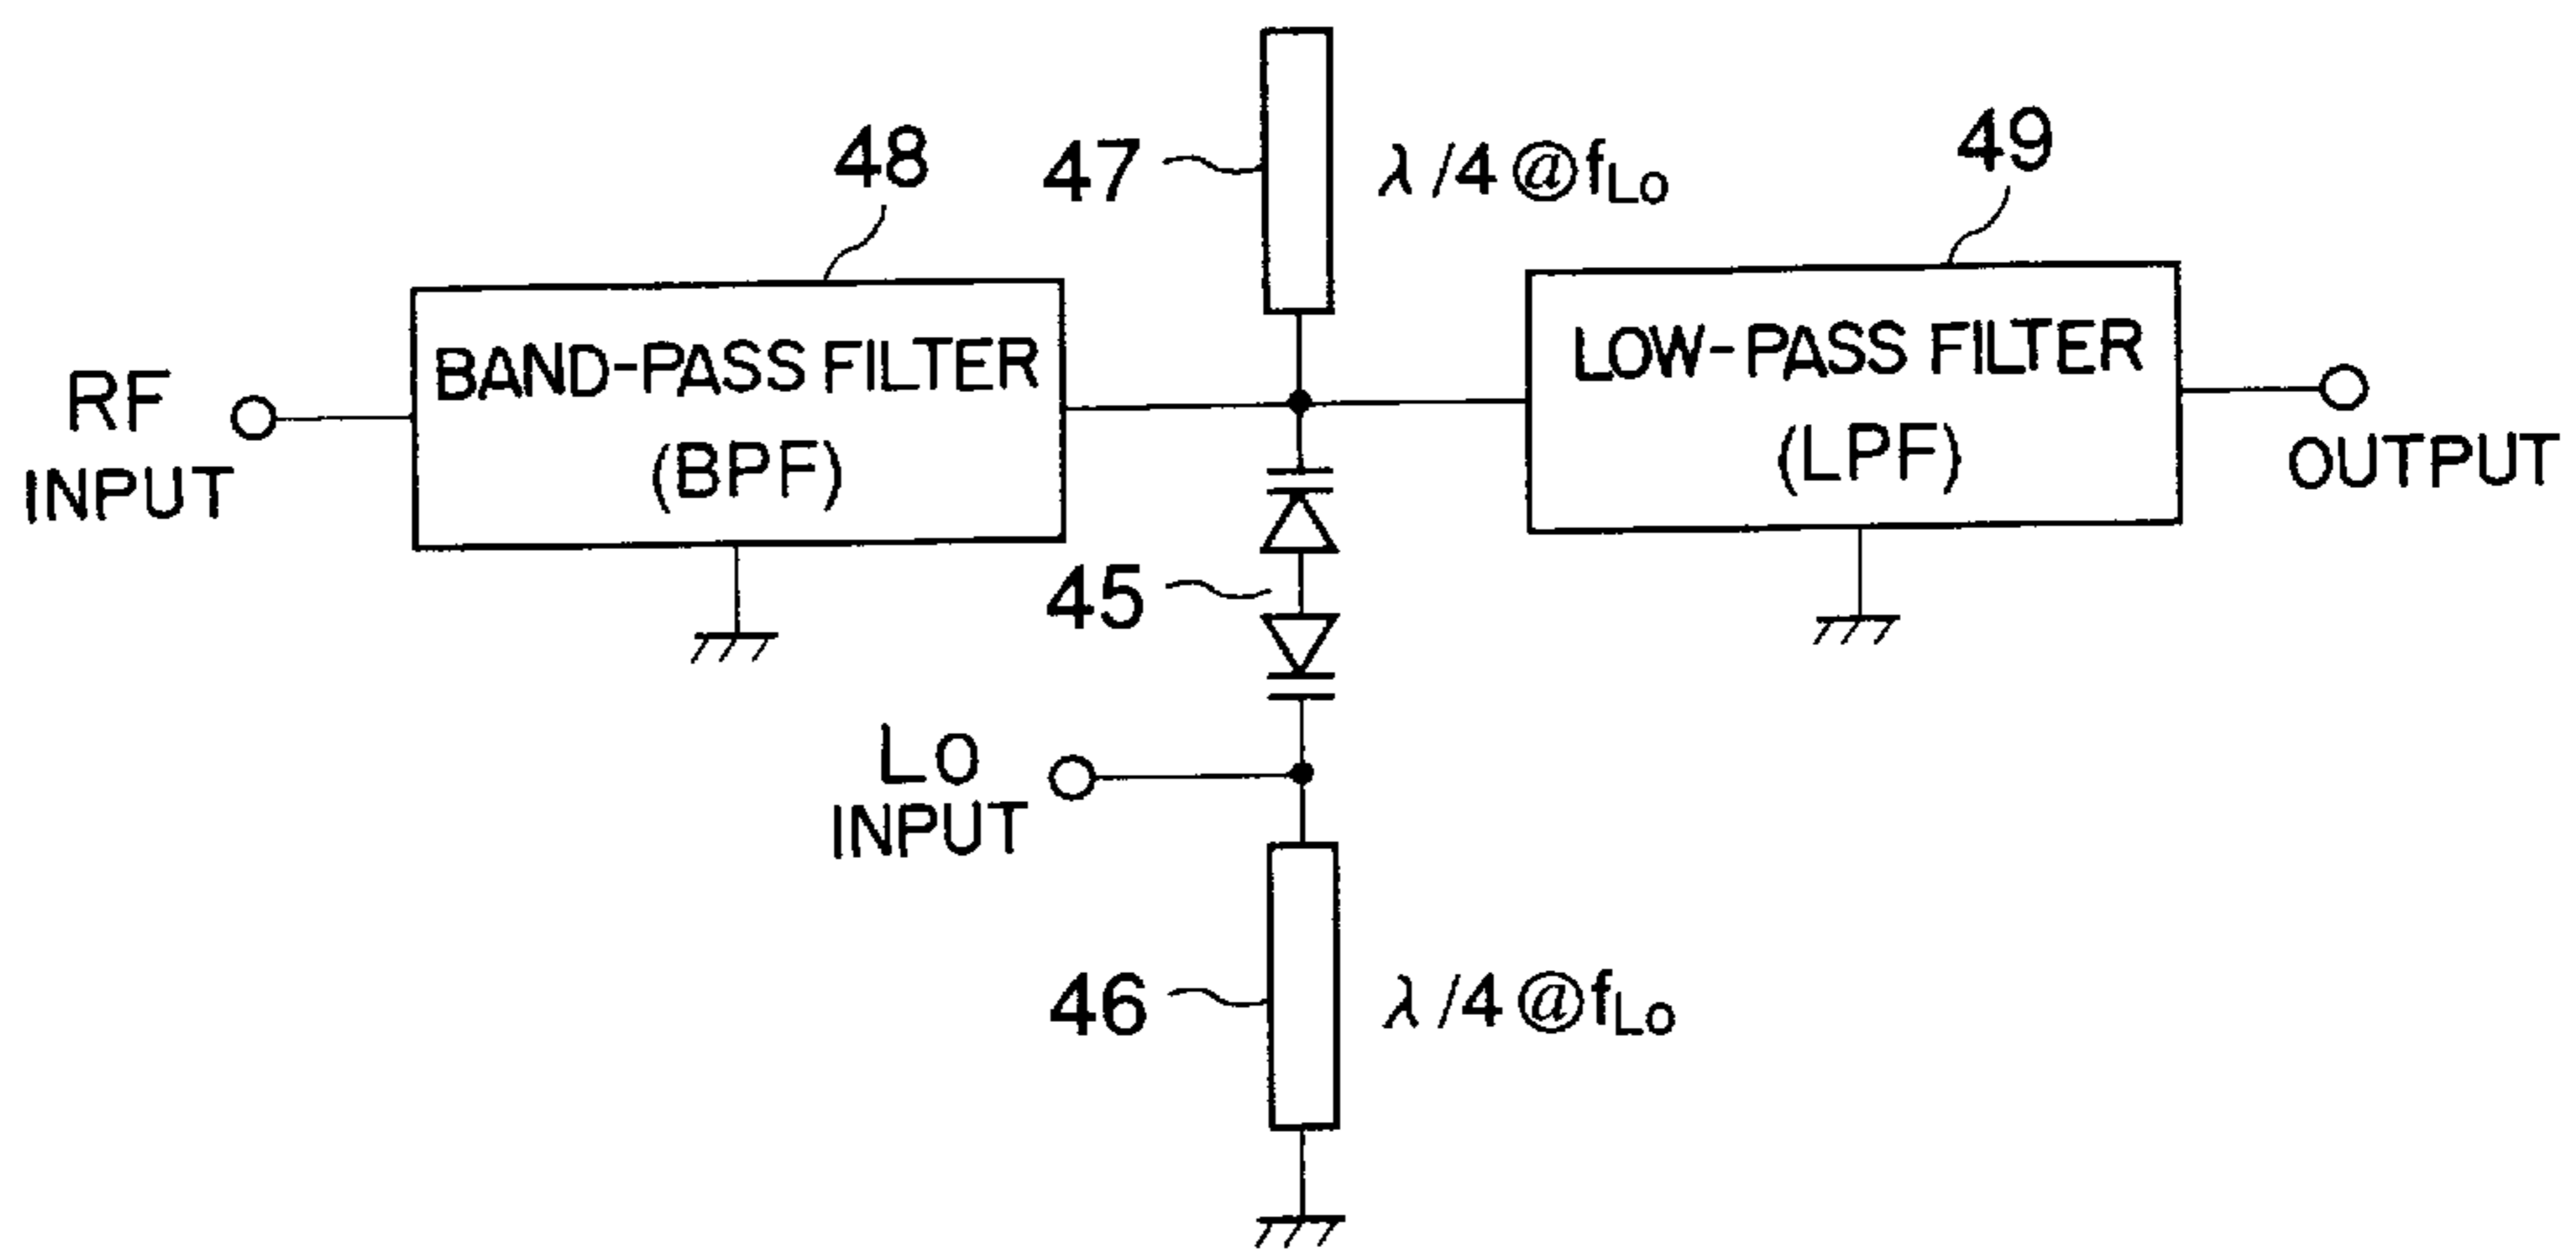 48
47
λ/4 @fLo
49
RF
INPUT
BAND-PASS FILTER
(BPF)
LOW-PASS FILTER
(LPF)
OUTPUT
45
Lo
INPUT
46
λ/4 @fLo